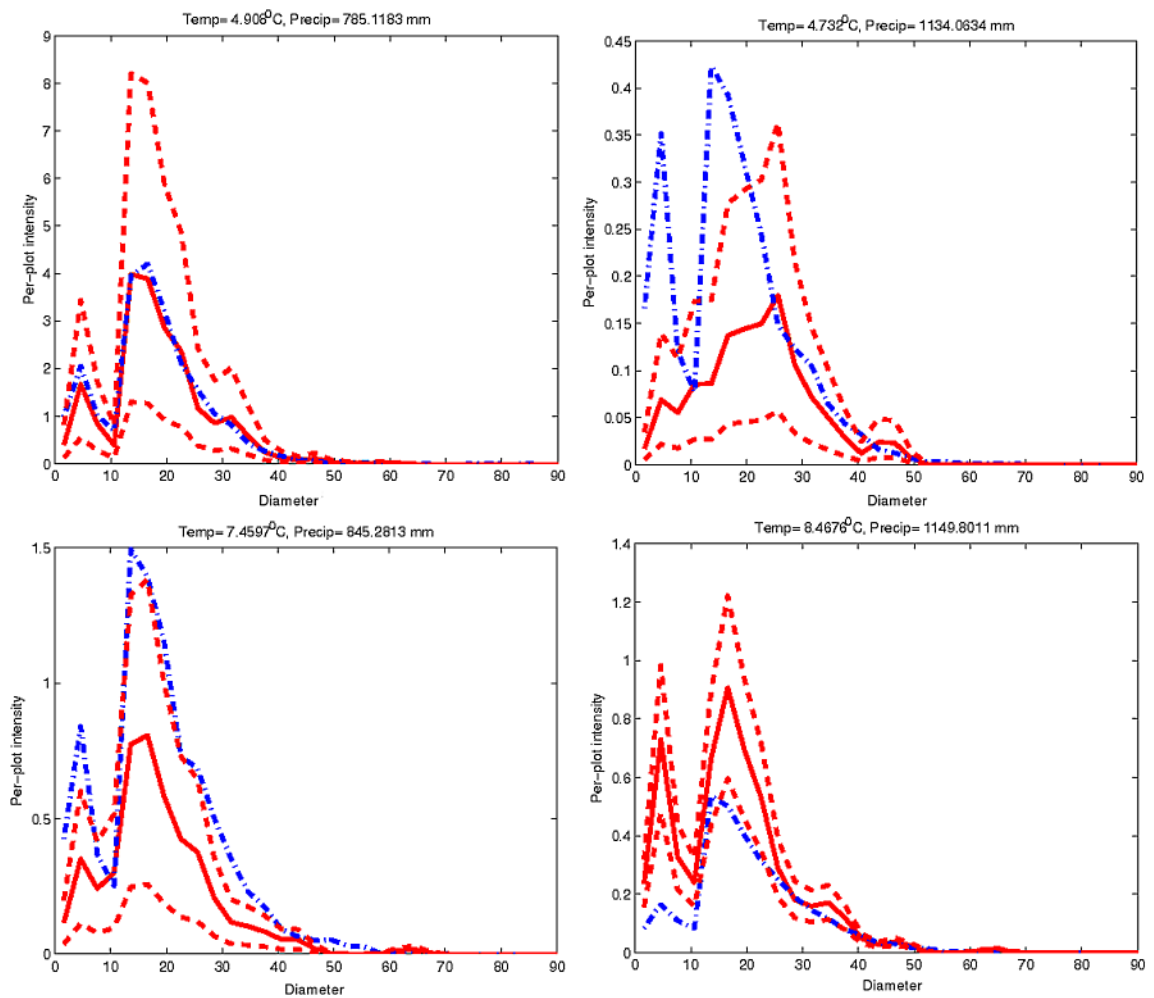 Temp= 4.908⁰C, Precip= 785.1183 mm
9
8
7
6
5
4
3
2
1
0
Per-plot intensity
0 10 20 30 40 50 60 70 80 90
Diameter
Temp= 4.732⁰C, Precip= 1134.0634 mm
0.45
0.4
0.35
0.3
0.25
0.2
0.15
0.1
0.05
0
Per-plot intensity
0 10 20 30 40 50 60 70 80 90
Diameter
Temp= 7.4597⁰C, Precip= 845.2813 mm
1.5
1
0.5
0
Per-plot intensity
0 10 20 30 40 50 60 70 80 90
Diameter
Temp= 8.4676⁰C, Precip= 1149.8011 mm
1.4
1.2
1
0.8
0.6
0.4
0.2
0
Per-plot intensity
0 10 20 30 40 50 60 70 80 90
Diameter